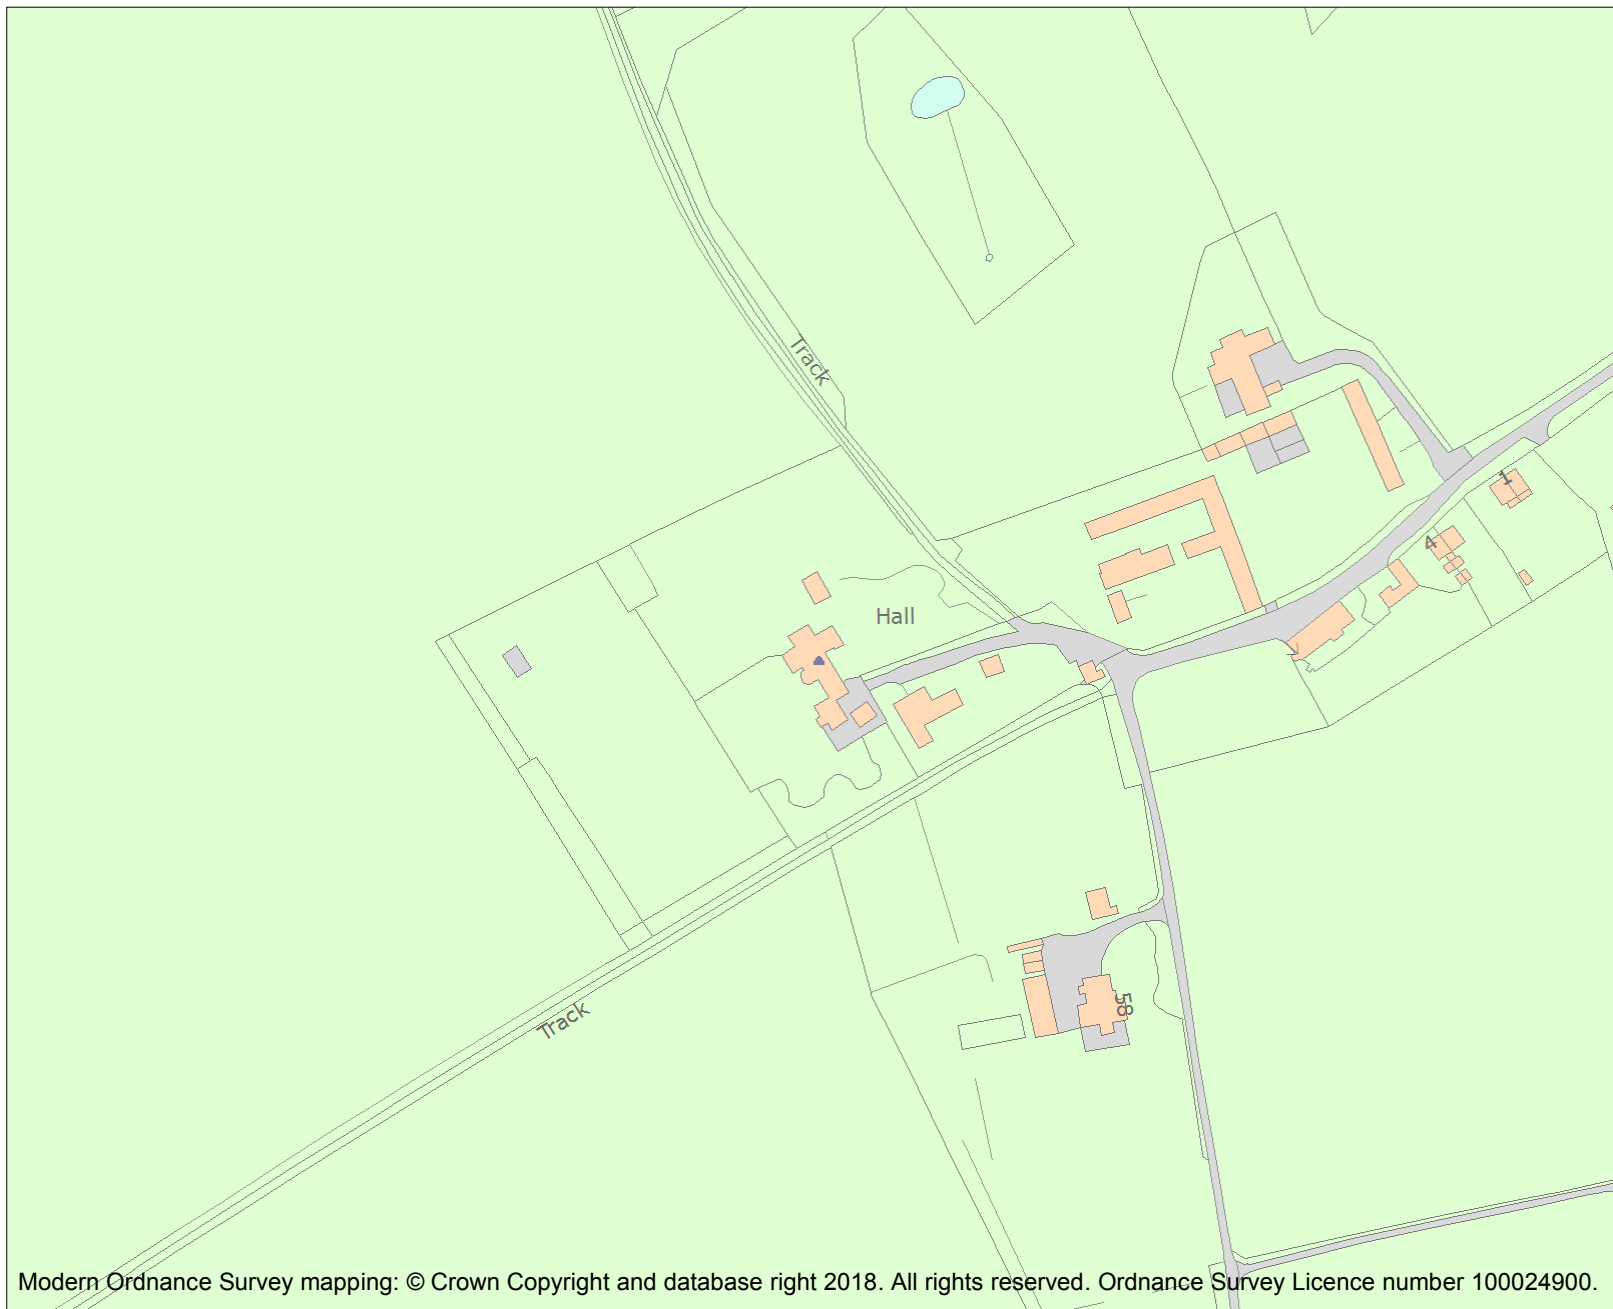 Track
1
4
Hall
58
Track
Modern Ordnance Survey mapping: © Crown Copyright and database right 2018. All rights reserved. Ordnance Survey Licence number 100024900.